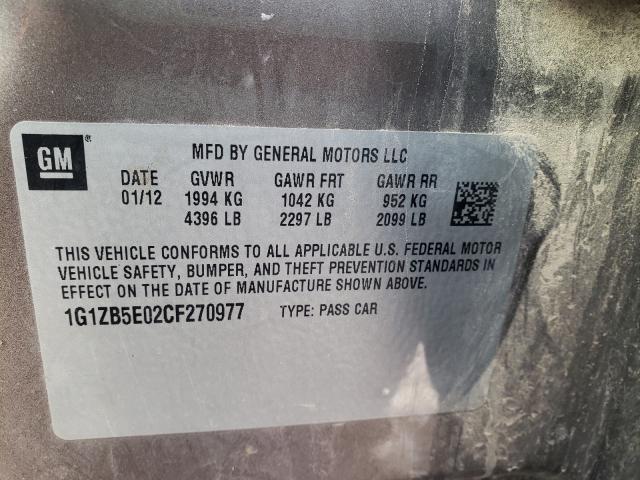 GM ®
MFD BY GENERAL MOTORS LLC
DATE GVWR GAWR FRT GAWR RR
01/12 1994 KG 1042 KG 952 KG
4396 LB 2297 LB 2099 LB
THIS VEHICLE CONFORMS TO ALL APPLICABLE U.S. FEDERAL MOTOR
VEHICLE SAFETY, BUMPER, AND THEFT PREVENTION STANDARDS IN
EFFECT ON THE DATE OF MANUFACTURE SHOWN ABOVE.
1G1ZB5E02CF270977 TYPE: PASS CAR